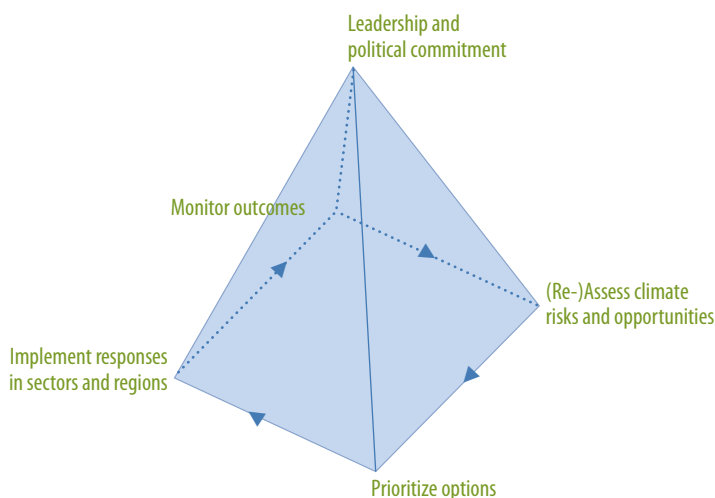 Leadership and
political commitment
Monitor outcomes
(Re-)Assess climate
risks and opportunities
Implement responses
in sectors and regions
Prioritize options